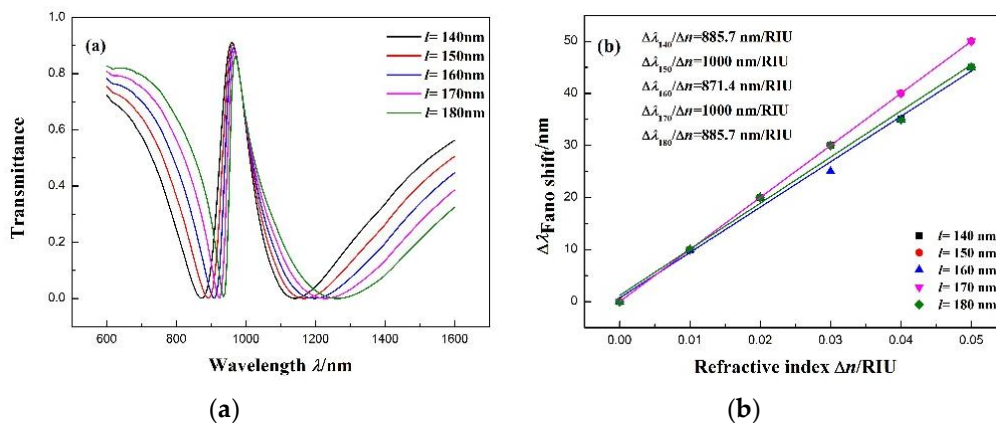 (a)
l= 140nm
l= 150nm
l= 160nm
l= 170nm
l= 180nm
Transmittance
1.0
0.8
0.6
0.4
0.2
0.0
600 800 1000 1200 1400 1600
Wavelength λ/nm
(a)
(b)
Δλ₁₄₀/Δn=885.7 nm/RIU
Δλ₁₅₀/Δn=1000 nm/RIU
Δλ₁₆₀/Δn=871.4 nm/RIU
Δλ₁₇₀/Δn=1000 nm/RIU
Δλ₁₈₀/Δn=885.7 nm/RIU
l= 140 nm
l= 150 nm
l= 160 nm
l= 170 nm
l= 180 nm
ΔλFano shift/nm
50
40
30
20
10
0
0.00 0.01 0.02 0.03 0.04 0.05
Refractive index Δn/RIU
(b)